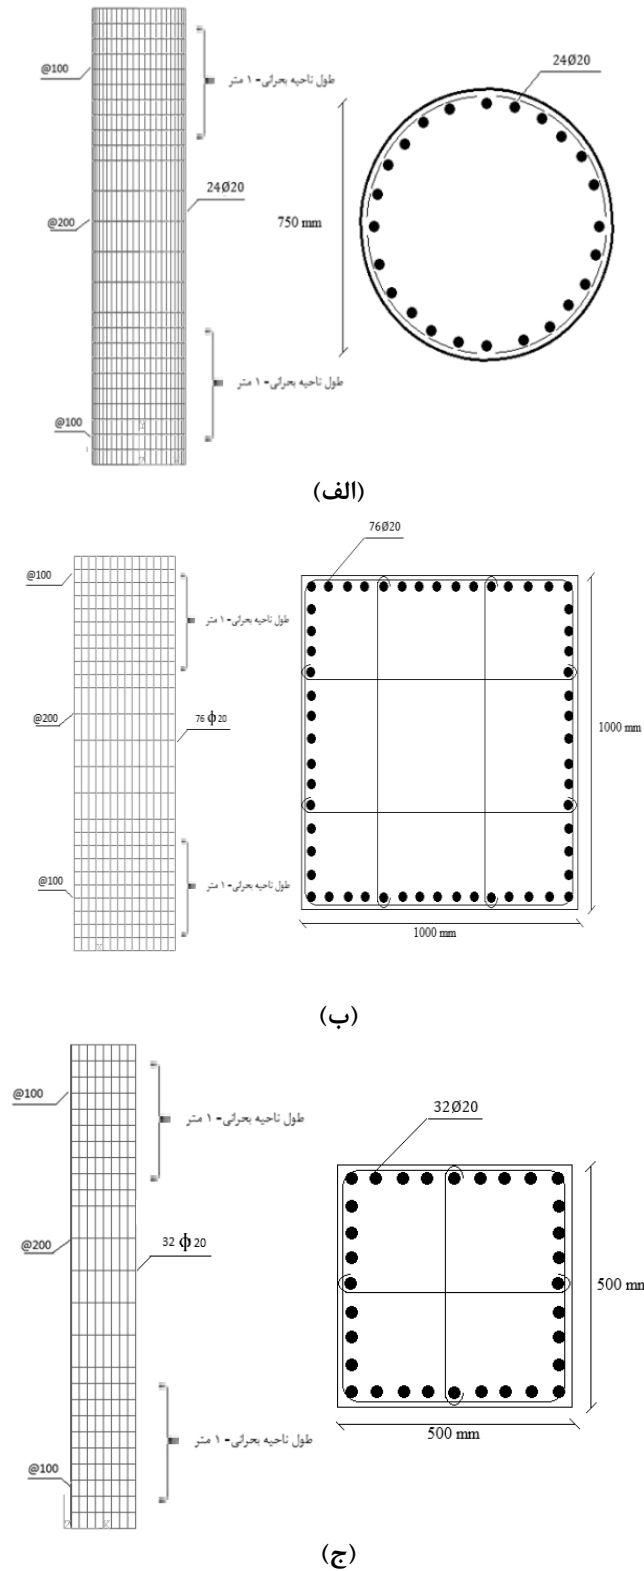 @100
طول ناحیه بحرانی- ۱ متر
24Ø20
24Ø20
@200
750 mm
طول ناحیه بحرانی- ۱ متر
@100
(الف)
76Ø20
@100
طول ناحیه بحرانی- ۱ متر
@200
76 ϕ 20
1000 mm
@100
طول ناحیه بحرانی- ۱ متر
1000 mm
(ب)
@100
طول ناحیه بحرانی- ۱ متر
32Ø20
@200
32 ϕ 20
500 mm
طول ناحیه بحرانی- ۱ متر
@100
500 mm
(ج)